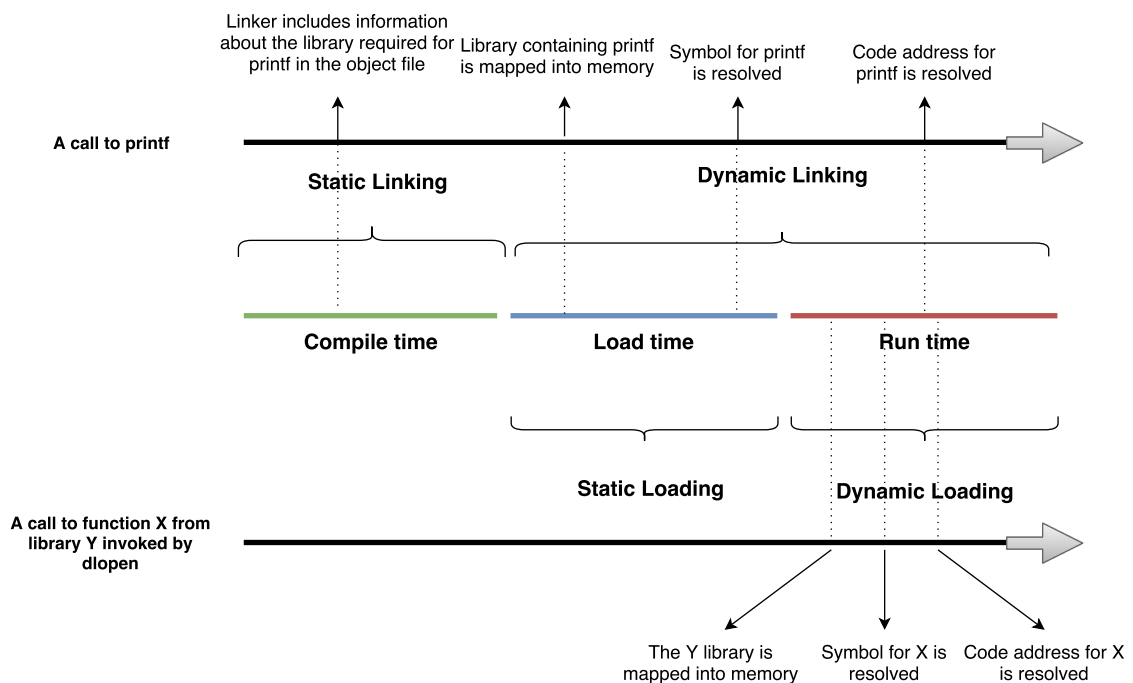 Linker includes information
about the library required for
printf in the object file
Library containing printf
is mapped into memory
Symbol for printf
is resolved
Code address for
printf is resolved
A call to printf
Static Linking
Dynamic Linking
Compile time
Load time
Run time
Static Loading
Dynamic Loading
A call to function X from
library Y invoked by
dlopen
The Y library is
mapped into memory
Symbol for X is
resolved
Code address for X
is resolved